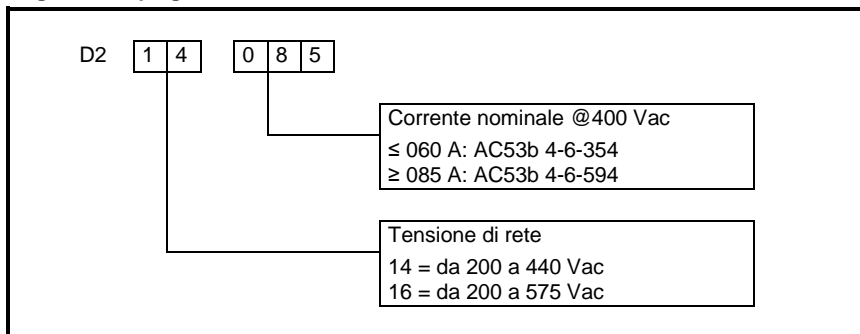 D2 1 4 0 8 5
Corrente nominale @400 Vac
≤ 060 A: AC53b 4-6-354
≥ 085 A: AC53b 4-6-594
Tensione di rete
14 = da 200 a 440 Vac
16 = da 200 a 575 Vac